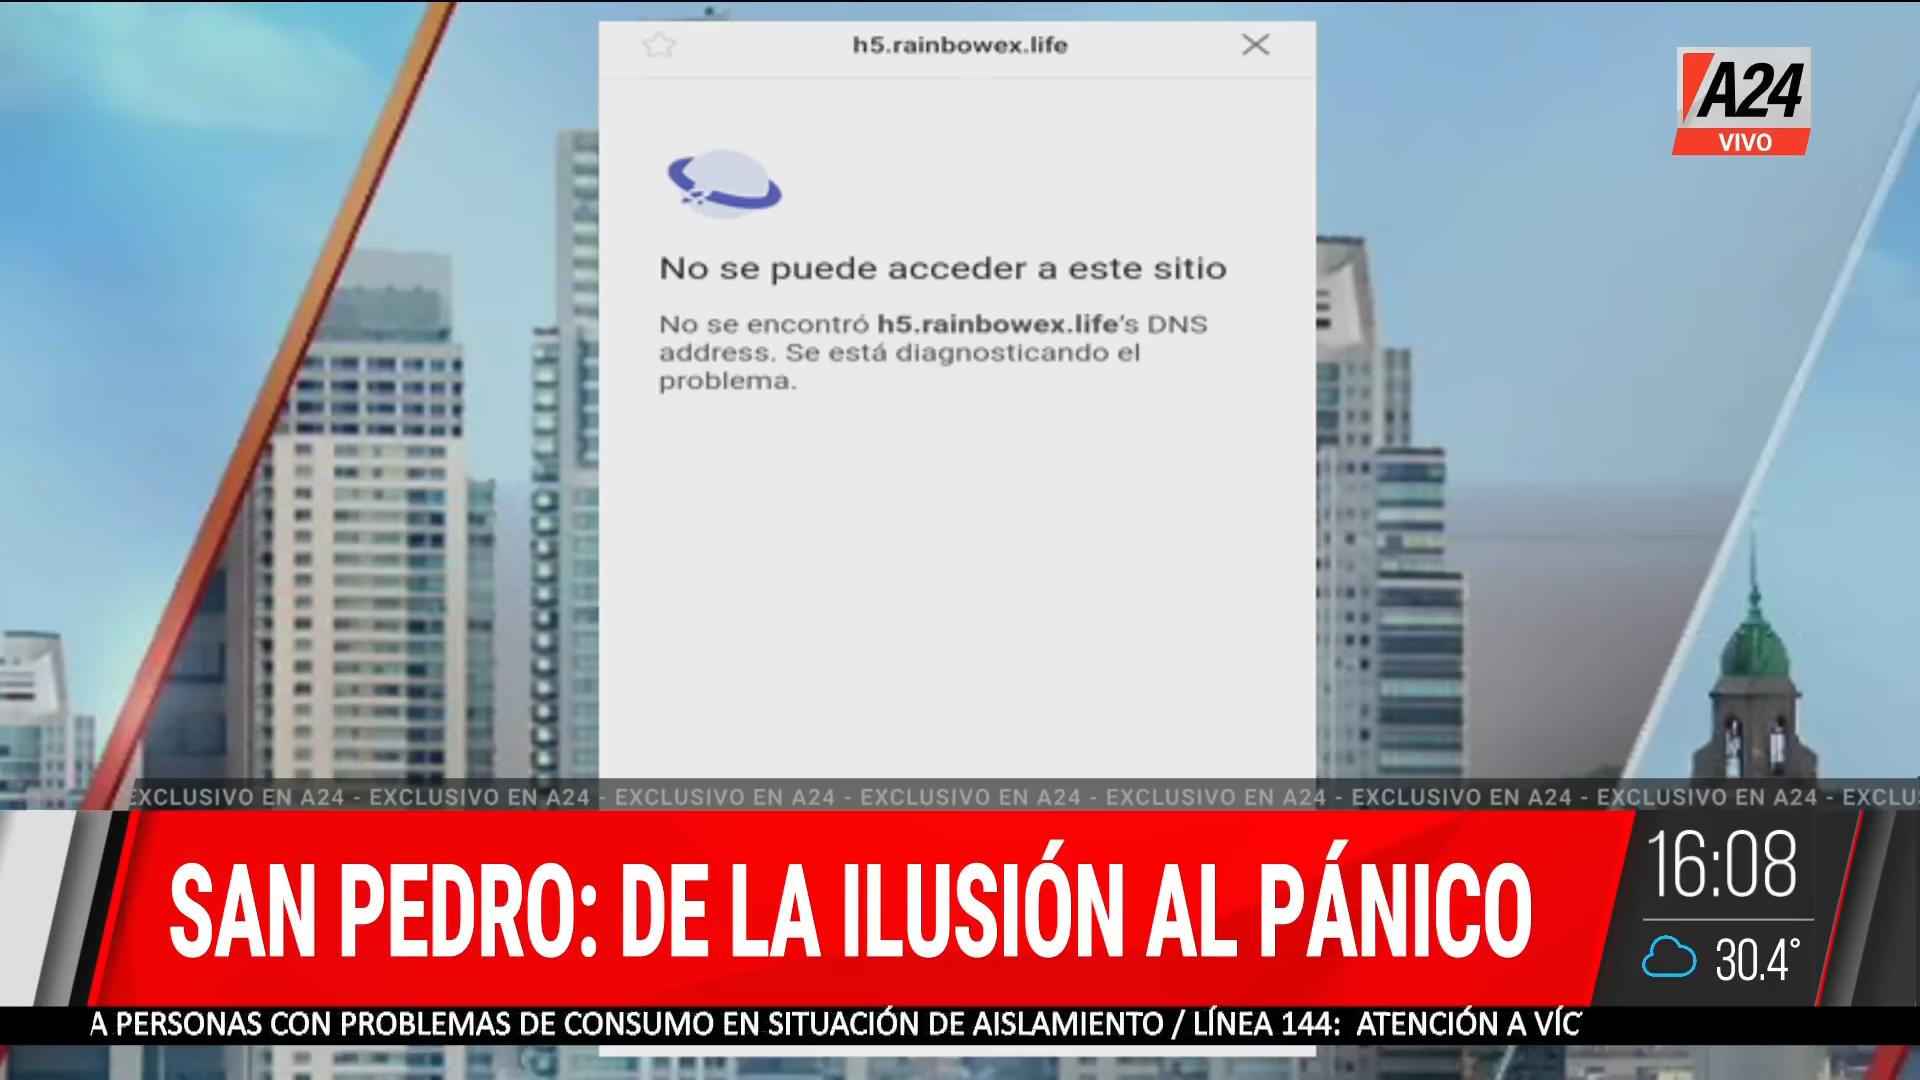 h5.rainbowex.life
A24
VIVO
No se puede acceder a este sitio
No se encontró h5.rainbowex.life's DNS
address. Se está diagnosticando el
problema.
EXCLUSIVO EN A24 - EXCLUSIVO EN A24 - EXCLUSIVO EN A24 - EXCLUSIVO EN A24 - EXCLUSIVO EN A24 - EXCLUSIVO EN A24 - EXCLUSIVO EN A24 - EXCLU
SAN PEDRO: DE LA ILUSIÓN AL PÁNICO
16:08
30.4°
A PERSONAS CON PROBLEMAS DE CONSUMO EN SITUACIÓN DE AISLAMIENTO / LÍNEA 144: ATENCIÓN A VÍC